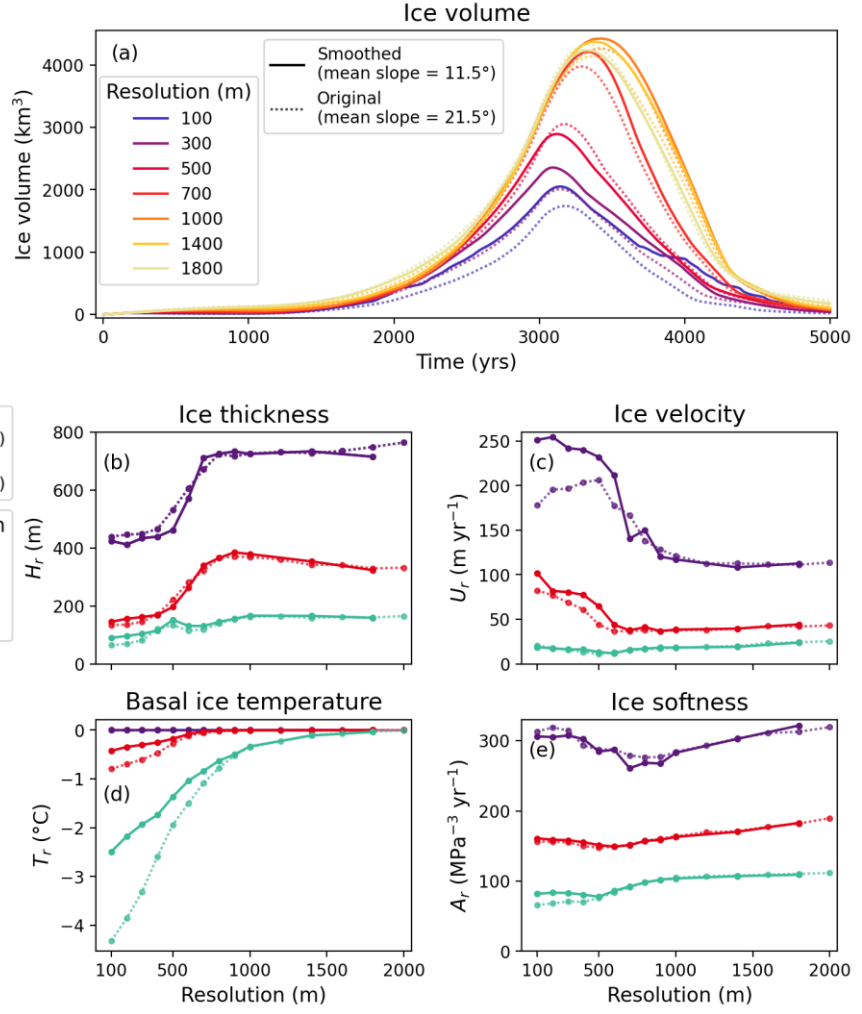 Ice volume
(a)
Smoothed
(mean slope = 11.5°)
Original
(mean slope = 21.5°)
Resolution (m)
100
300
500
700
1000
1400
1800
Ice volume (km³)
4000
3000
2000
1000
0
0 1000 2000 3000 4000 5000
Time (yrs)
)
)
n
Ice thickness
(b)
H_r (m)
800
600
400
200
0
Ice velocity
(c)
U_r (m yr⁻¹)
250
200
150
100
50
0
Basal ice temperature
(d)
T_r (°C)
0
−1
−2
−3
−4
100 500 1000 1500 2000
Resolution (m)
Ice softness
(e)
A_r (MPa⁻³ yr⁻¹)
300
200
100
0
100 500 1000 1500 2000
Resolution (m)